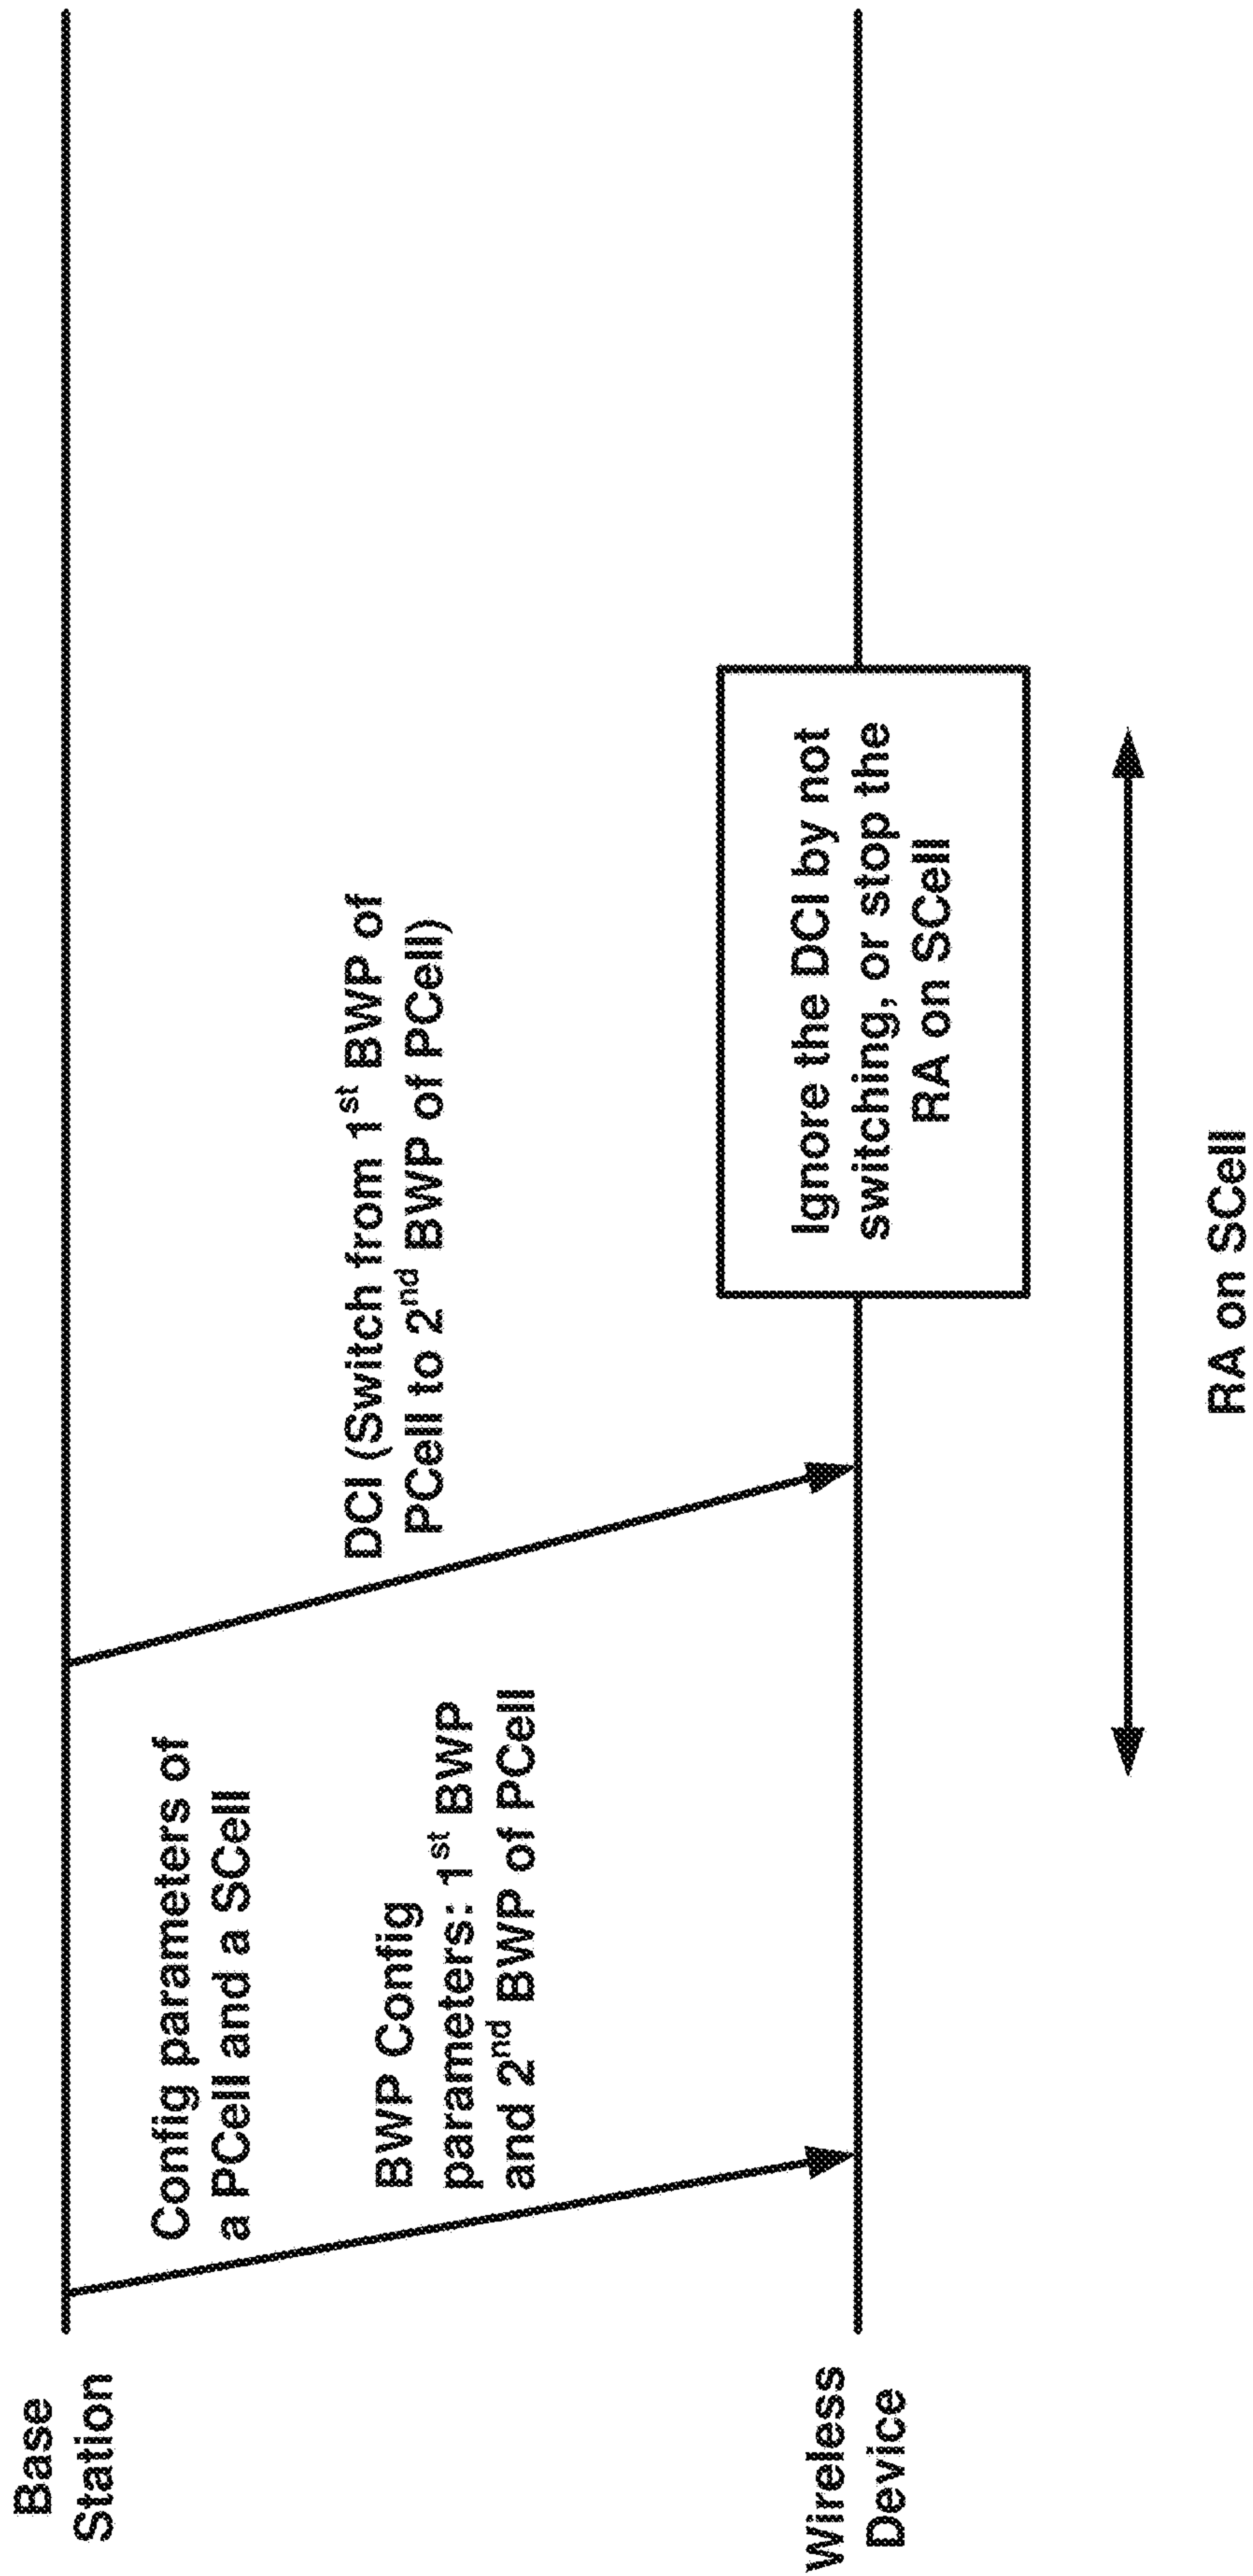 Base
Station
Config parameters of
a PCell and a SCell
BWP Config
parameters: 1st BWP
and 2nd BWP of PCell
DCI (Switch from 1st BWP of
PCell to 2nd BWP of PCell)
Wireless
Device
Ignore the DCI by not
switching, or stop the
RA on SCell
RA on SCell